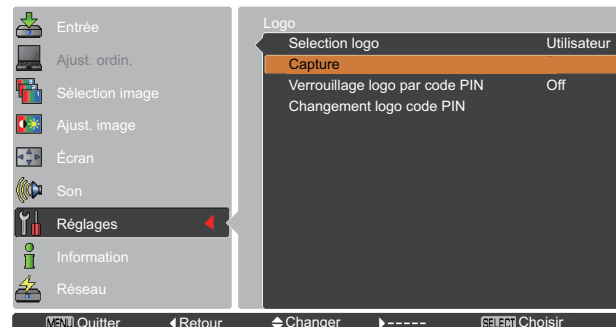 Entrée
Ajust. ordin.
Sélection image
Ajust. image
Écran
Son
Réglages
Information
Réseau
Logo
Selection logo Utilisateur
Capture
Verrouillage logo par code PIN Off
Changement logo code PIN
MENU Quitter Retour Changer ----- SELECT Choisir